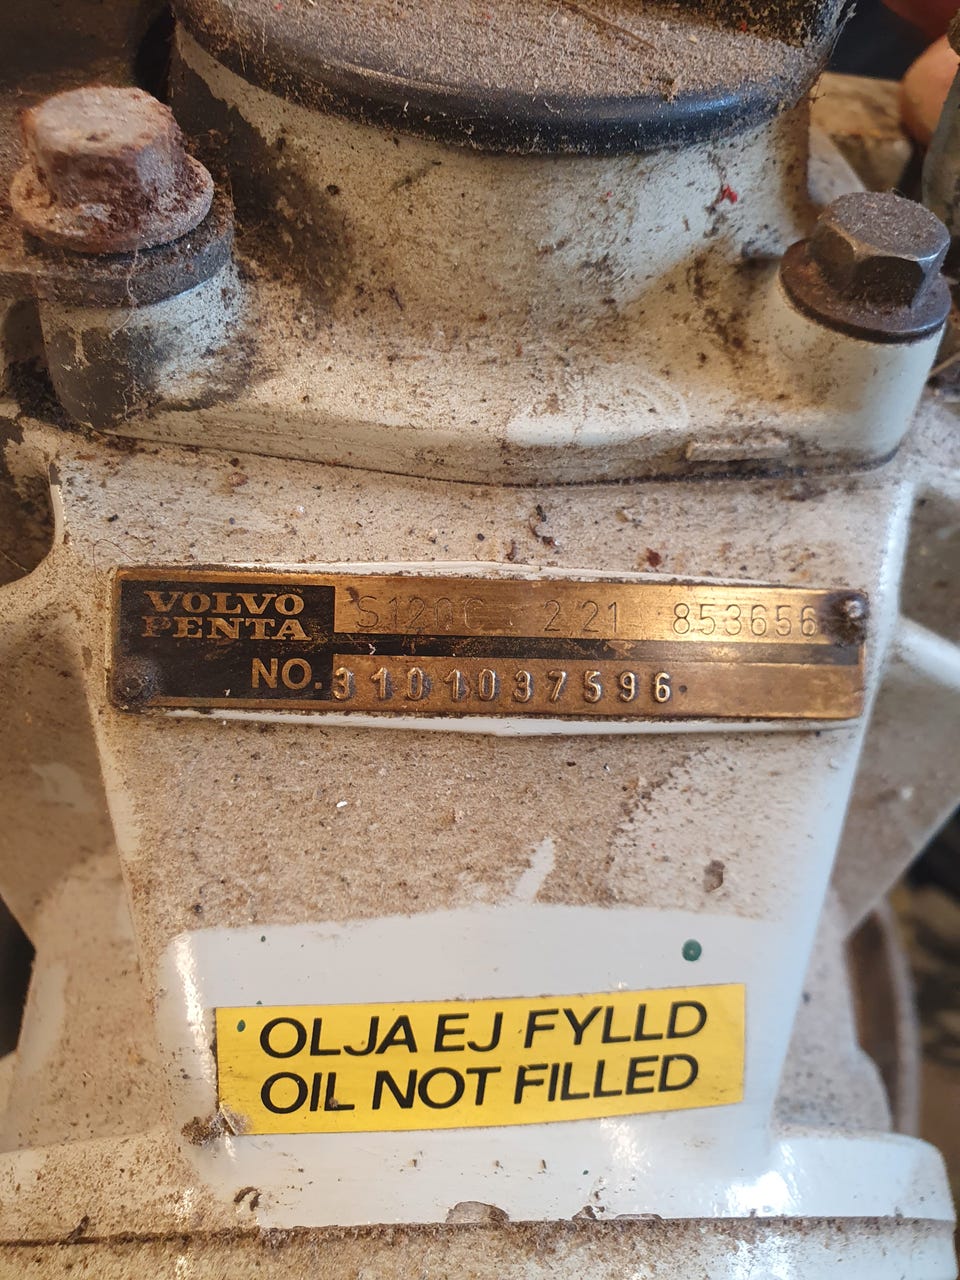 VOLVO
PENTA
S120C 2 21 853656
NO. 3101037596
OLJA EJ FYLLD
OIL NOT FILLED